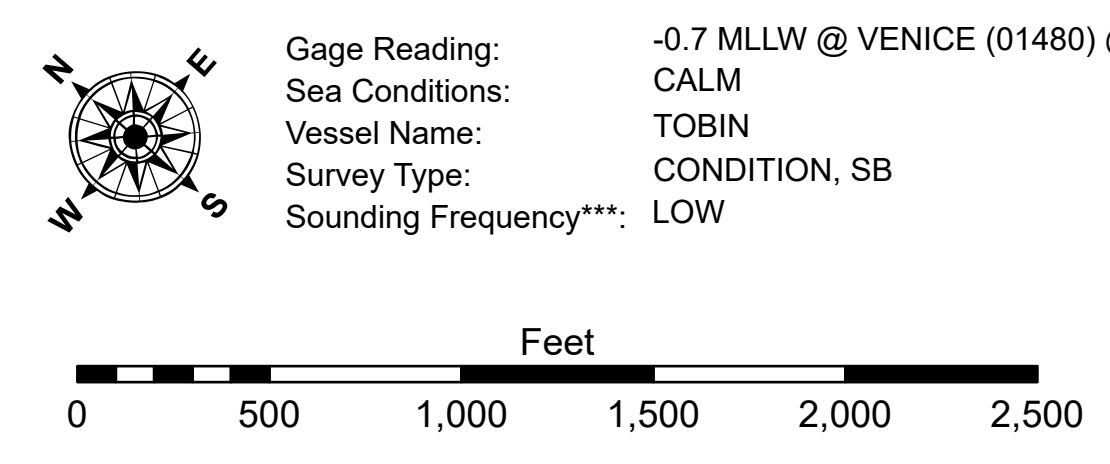 N E
W S
Gage Reading: -0.7 MLLW @ VENICE (01480)
Sea Conditions: CALM
Vessel Name: TOBIN
Survey Type: CONDITION, SB
Sounding Frequency***: LOW
Feet
0 500 1,000 1,500 2,000 2,500